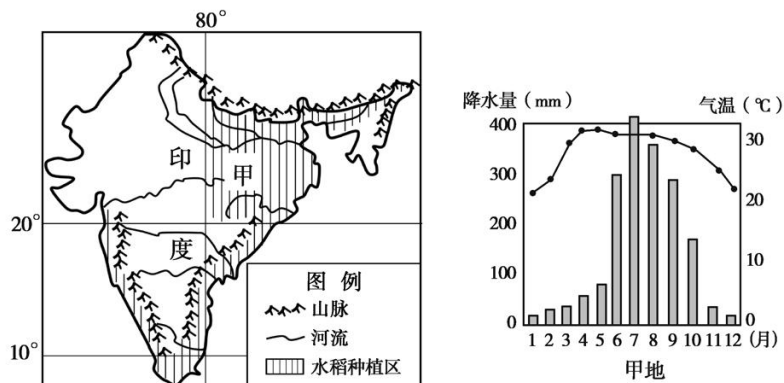 80°
印
甲
20°
度
10°
图 例
山脉
河流
水稻种植区
降水量(mm)
气温(℃)
400
300
200
100
0
30
20
10
0
1 2 3 4 5 6 7 8 9 10 11 12 (月)
甲地